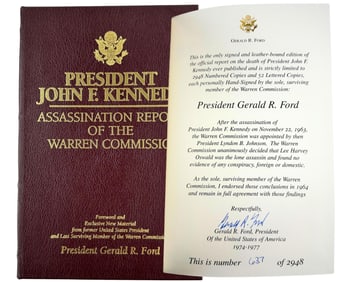 PRESIDENT
JOHN F. KENNEDY
ASSASSINATION REPORT
OF THE
WARREN COMMISSION
Foreword and
Exclusive New Material
from former United States President
and Last Surviving Member of the Warren Commission
President Gerald R. Ford
GERALD R. FORD
This is the only signed and leather-bound edition of
the official report on the death of President John F.
Kennedy ever published and is strictly limited to
2948 Numbered Copies and 52 Lettered Copies,
each personally Hand-Signed by the sole, surviving
member of the Warren Commission:
President Gerald R. Ford
After the assassination of
President John F. Kennedy on November 22, 1963,
the Warren Commission was appointed by then
President Lyndon B. Johnson. The Warren
Commission unanimously decided that Lee Harvey
Oswald was the lone assassin and found no
evidence of any conspiracy, foreign or domestic.
As the sole, surviving member of the Warren
Commission, I endorsed these conclusions in 1964
and remain in full agreement with those findings.
Respectfully,
Gerald R. Ford
Gerald R. Ford, President
Of the United States of America
1974-1977
This is number 637 of 2948